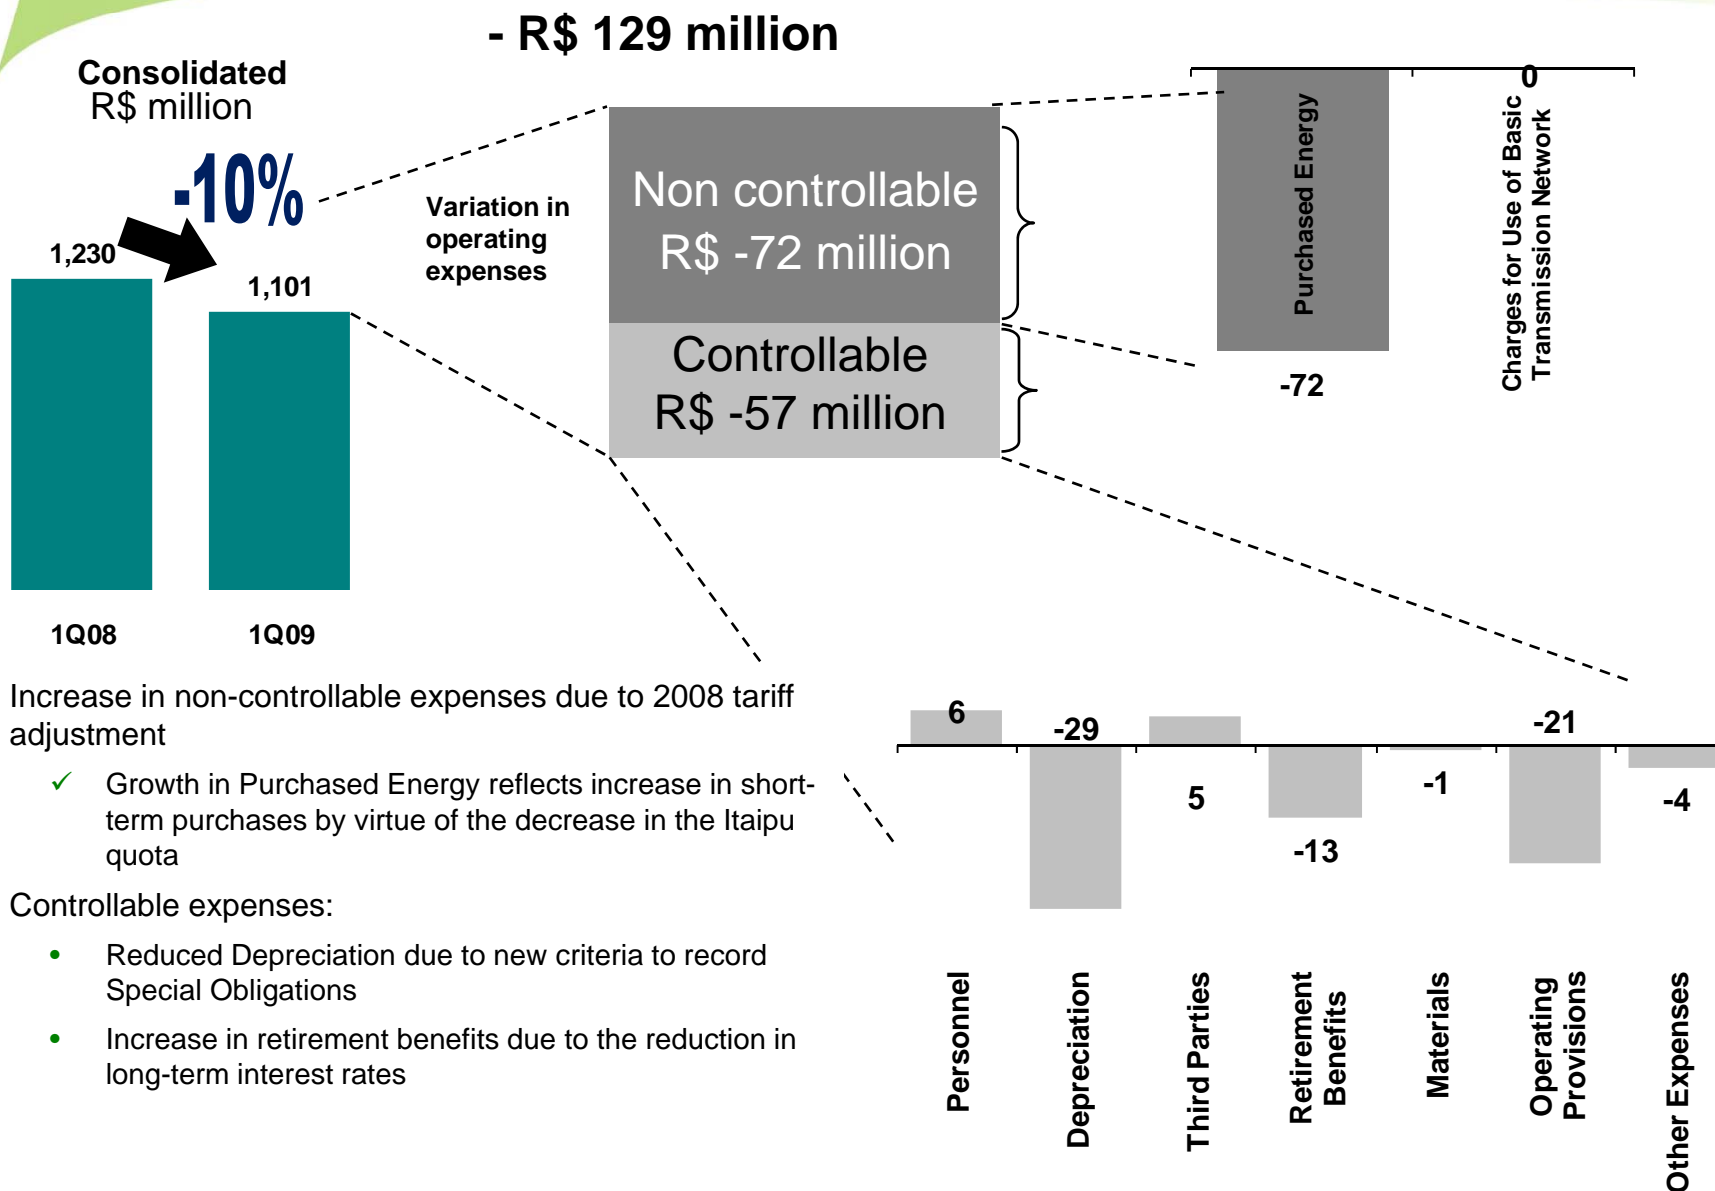 - R$ 129 million
Consolidated
R$ million
-10%
1,230
1,101
1Q08
1Q09
Variation in
operating
expenses
Non controllable
R$ -72 million
Controllable
R$ -57 million
0
Purchased Energy
Charges for Use of Basic
Transmission Network
-72
Increase in non-controllable expenses due to 2008 tariff
adjustment
✓ Growth in Purchased Energy reflects increase in short-
term purchases by virtue of the decrease in the Itaipu
quota
Controllable expenses:
• Reduced Depreciation due to new criteria to record
Special Obligations
• Increase in retirement benefits due to the reduction in
long-term interest rates
6
-29
5
-13
-1
-21
-4
Personnel
Depreciation
Third Parties
Retirement
Benefits
Materials
Operating
Provisions
Other Expenses